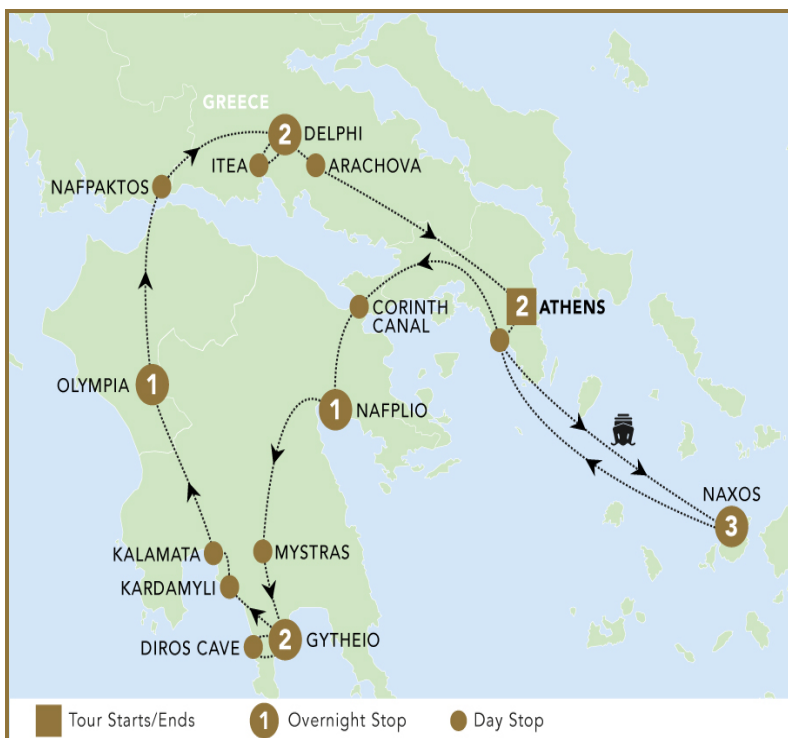 GREECE
2 DELPHI
ITEA
ARACHOVA
NAFPAKTOS
2 ATHENS
CORINTH
CANAL
OLYMPIA 1
1 NAFPLIO
NAXOS
3
KALAMATA
MYSTRAS
KARDAMYLI
DIROS CAVE
2 GYTHEIO
Tour Starts/Ends
1 Overnight Stop
Day Stop